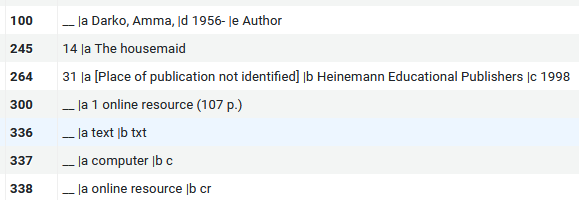 100 __ |a Darko, Amma, |d 1956- |e Author
245 14 |a The housemaid
264 31 |a [Place of publication not identified] |b Heinemann Educational Publishers |c 1998
300 __ |a 1 online resource (107 p.)
336 __ |a text |b txt
337 __ |a computer |b c
338 __ |a online resource |b cr